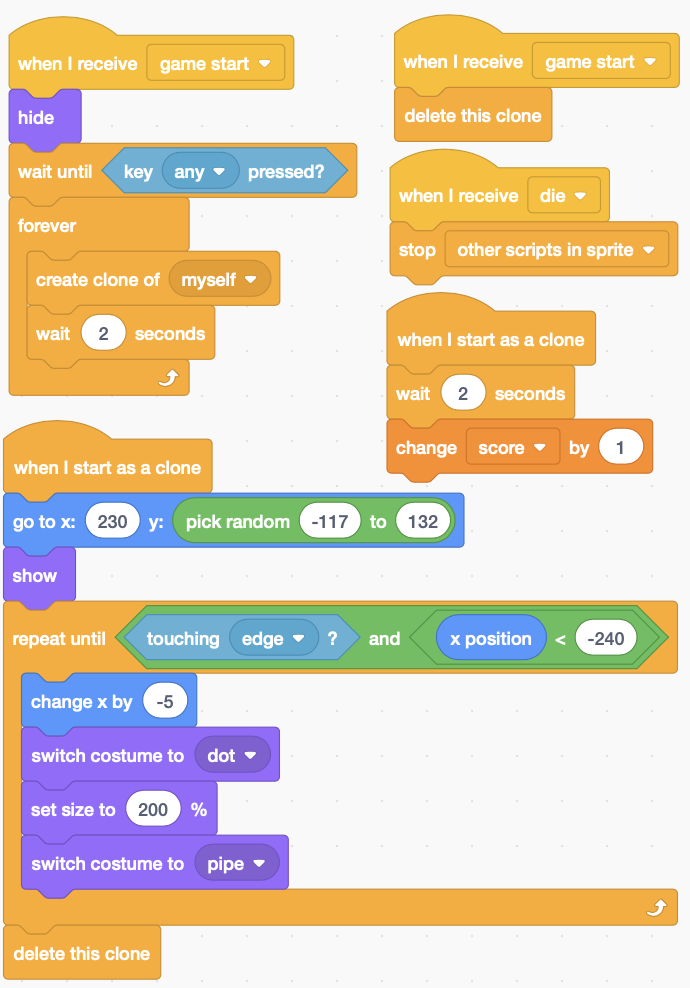 when I receive game start
hide
wait until key any pressed?
forever
create clone of myself
wait 2 seconds
when I receive game start
delete this clone
when I receive die
stop other scripts in sprite
when I start as a clone
wait 2 seconds
change score by 1
when I start as a clone
go to x: 230 y: pick random -117 to 132
show
repeat until touching edge ? and x position < -240
change x by -5
switch costume to dot
set size to 200 %
switch costume to pipe
delete this clone